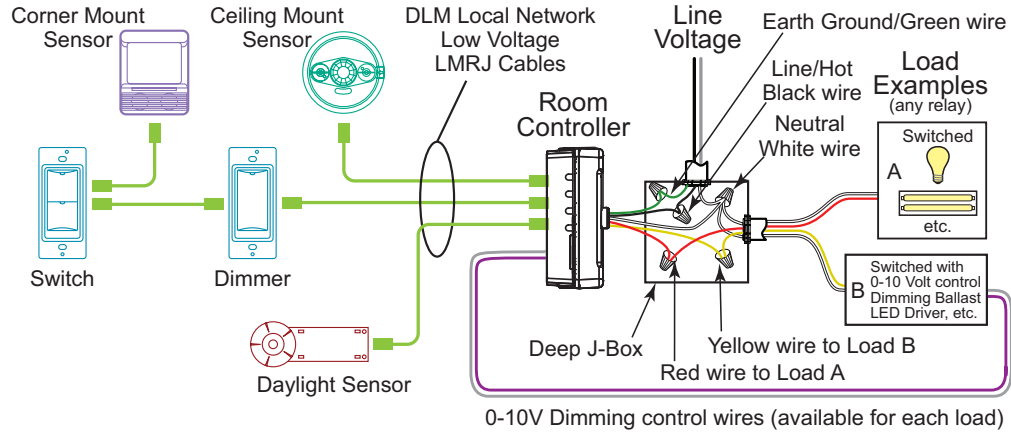 Corner Mount
Sensor
Ceiling Mount
Sensor
DLM Local Network
Low Voltage
LMRJ Cables
Line
Voltage
Earth Ground/Green wire
Line/Hot
Black wire
Neutral
White wire
Load
Examples
(any relay)
Room
Controller
A
Switched
etc.
B
Switched with
0-10 Volt control
Dimming Ballast
LED Driver, etc.
Switch
Dimmer
Daylight Sensor
Deep J-Box
Yellow wire to Load B
Red wire to Load A
0-10V Dimming control wires (available for each load)